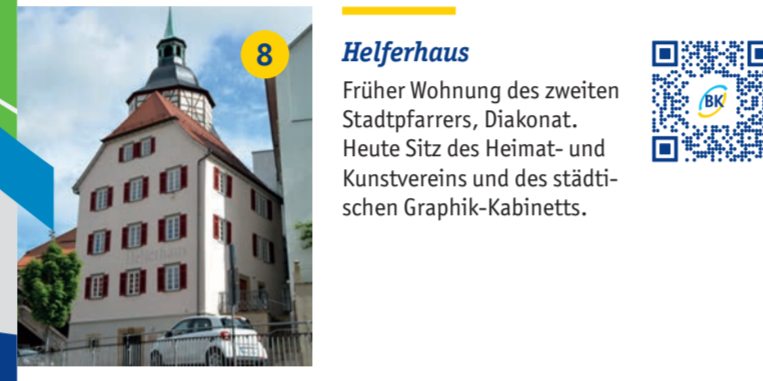 8
Helferhaus
Früher Wohnung des zweiten
Stadtpfarrers, Diakonat.
Heute Sitz des Heimat- und
Kunstvereins und des städti-
schen Graphik-Kabinetts.
BK
Helferhaus